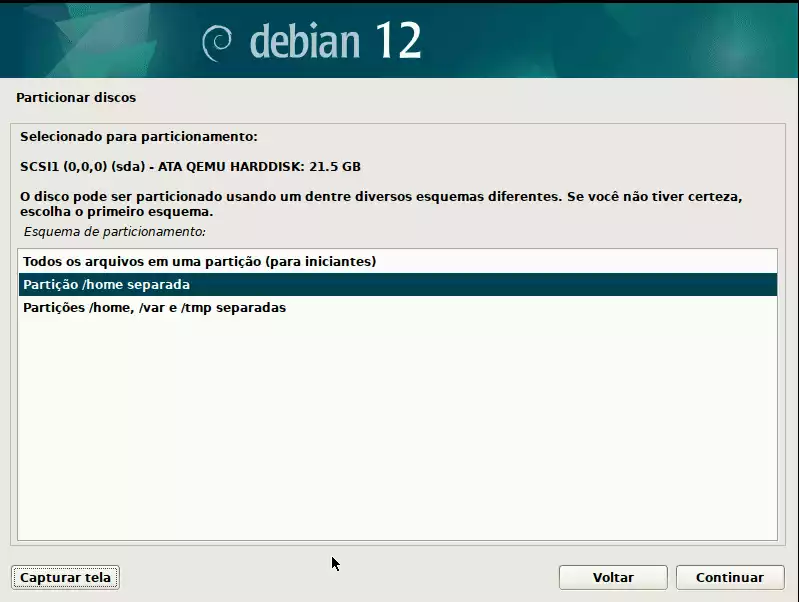 debian 12
Particionar discos
Selecionado para particionamento:
SCSI1 (0,0,0) (sda) - ATA QEMU HARDDISK: 21.5 GB
O disco pode ser particionado usando um dentre diversos esquemas diferentes. Se você não tiver certeza,
escolha o primeiro esquema.
Esquema de particionamento:
Todos os arquivos em uma partição (para iniciantes)
Partição /home separada
Partições /home, /var e /tmp separadas
Capturar tela
Voltar
Continuar